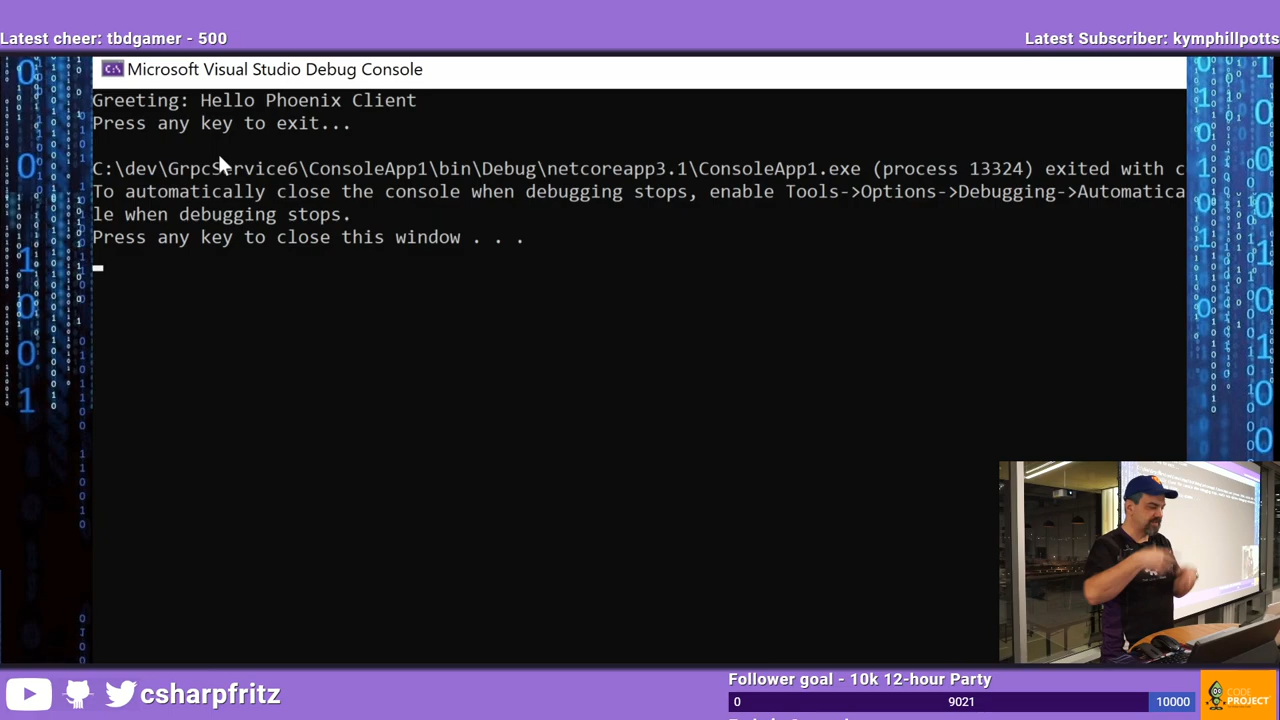 Latest cheer: tbdgamer - 500
Latest Subscriber: kymphillpotts
Microsoft Visual Studio Debug Console
Greeting: Hello Phoenix Client
Press any key to exit...
C:\dev\GrpcService6\ConsoleApp1\bin\Debug\netcoreapp3.1\ConsoleApp1.exe (process 13324) exited with c
To automatically close the console when debugging stops, enable Tools->Options->Debugging->Automatica
le when debugging stops.
Press any key to close this window . . .
csharpfritz
Follower goal - 10k 12-hour Party
0 9021 10000
CODE
PROJECT